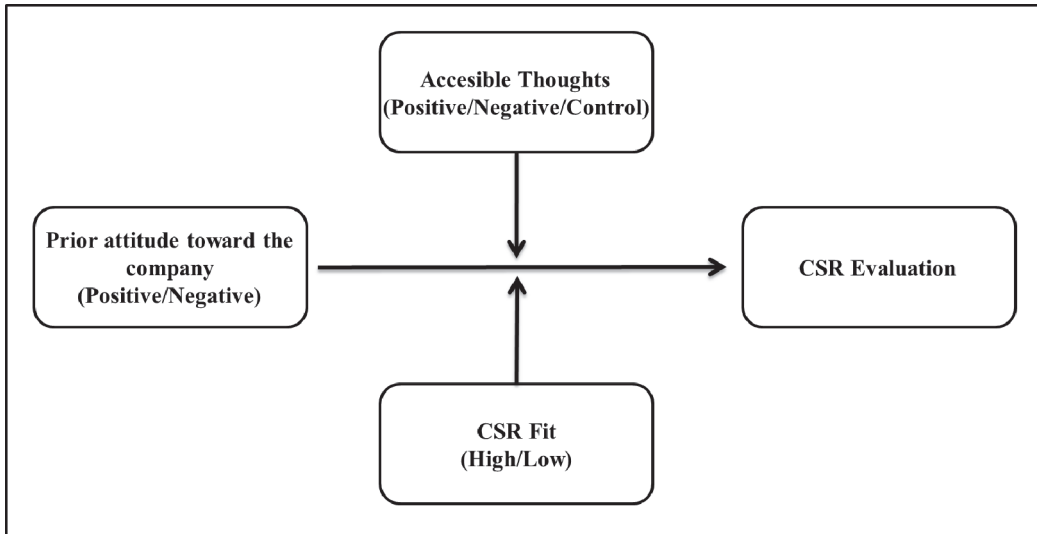 Accesible Thoughts
(Positive/Negative/Control)
Prior attitude toward the
company
(Positive/Negative)
CSR Evaluation
CSR Fit
(High/Low)